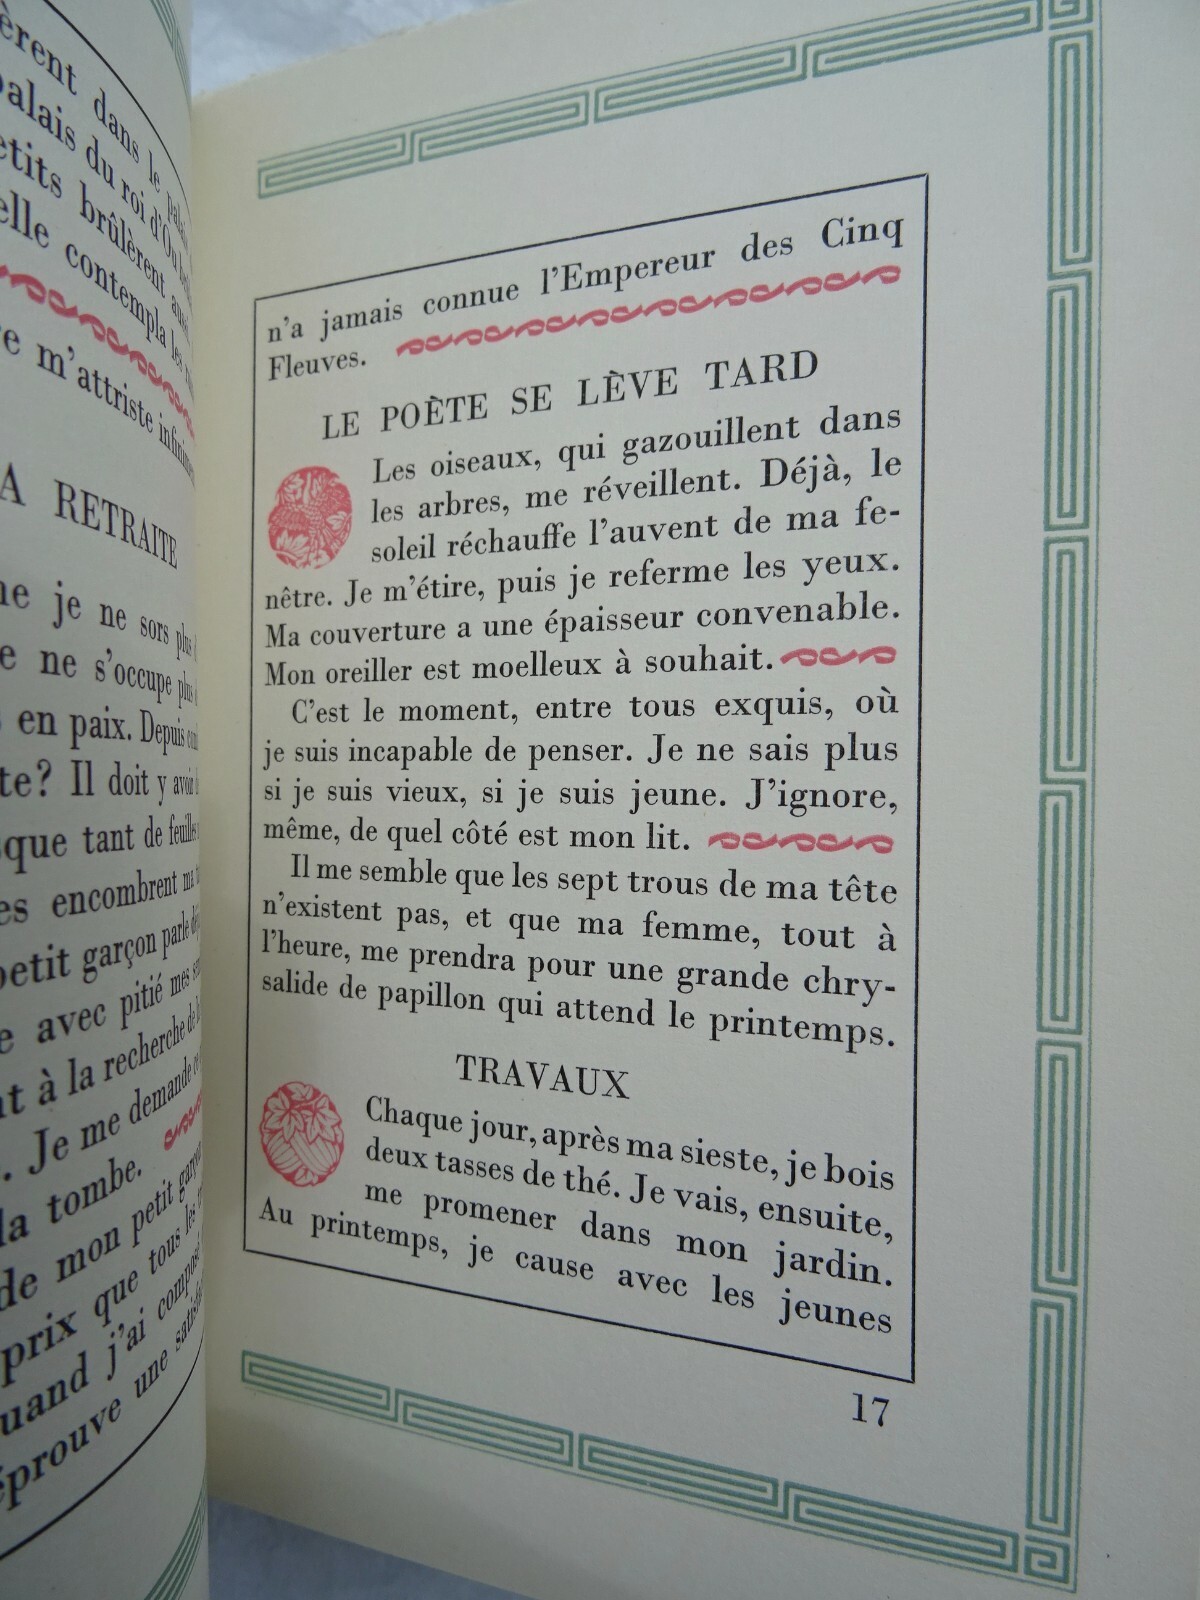 dans le
palais du roi d'Ou
brûlèrent aussi
elle contempla les
m'attriste
RETRAITE
je ne sors plus
ne s'occupe plus
en paix. Depuis
Il doit y avoir
que tant de feuilles
encombrent ma
petit garçon parle
avec pitié mes
à la recherche de
. Je me demande ce
la tombe.
de mon petit garçon
prix que tous les
quand j'ai composé
éprouve une
n'a jamais connue l'Empereur des Cinq
Fleuves.
LE POÈTE SE LÈVE TARD
Les oiseaux, qui gazouillent dans
les arbres, me réveillent. Déjà, le
soleil réchauffe l'auvent de ma fe-
nêtre. Je m'étire, puis je referme les yeux.
Ma couverture a une épaisseur convenable.
Mon oreiller est moelleux à souhait.
C'est le moment, entre tous exquis, où
je suis incapable de penser. Je ne sais plus
si je suis vieux, si je suis jeune. J'ignore,
même, de quel côté est mon lit.
Il me semble que les sept trous de ma tête
n'existent pas, et que ma femme, tout à
l'heure, me prendra pour une grande chry-
salide de papillon qui attend le printemps.
TRAVAUX
Chaque jour, après ma sieste, je bois
deux tasses de thé. Je vais, ensuite,
me promener dans mon jardin.
Au printemps, je cause avec les jeunes
17